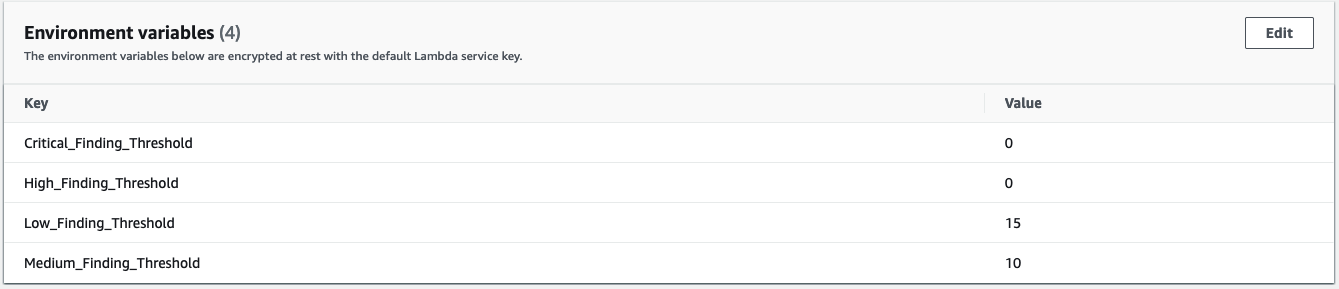 Environment variables (4)
Edit
The environment variables below are encrypted at rest with the default Lambda service key.
Key Value
Critical_Finding_Threshold 0
High_Finding_Threshold 0
Low_Finding_Threshold 15
Medium_Finding_Threshold 10